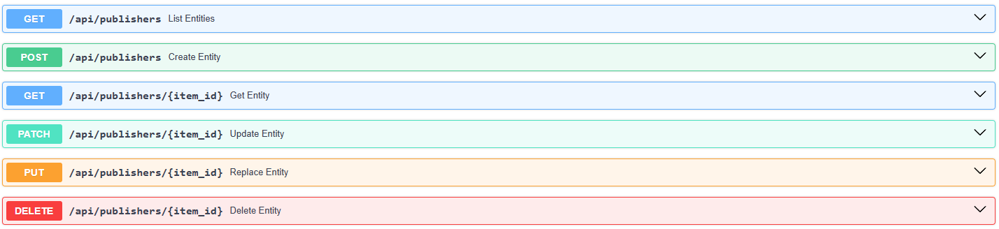 GET /api/publishers List Entities
POST /api/publishers Create Entity
GET /api/publishers/{item_id} Get Entity
PATCH /api/publishers/{item_id} Update Entity
PUT /api/publishers/{item_id} Replace Entity
DELETE /api/publishers/{item_id} Delete Entity